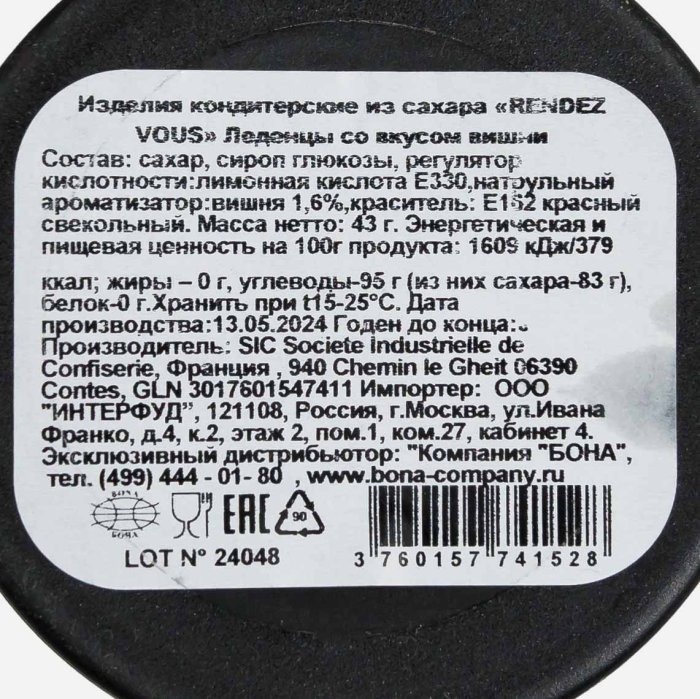 Изделия кондитерские из сахара «RENDEZ
VOUS» Леденцы со вкусом вишни
Состав: сахар, сироп глюкозы, регулятор
кислотности:лимонная кислота Е330,натуральный
ароматизатор:вишня 1,6%,краситель: Е162 красный
свекольный. Масса нетто: 43 г. Энергетическая и
пищевая ценность на 100г продукта: 1609 кДж/379
ккал; жиры – 0 г, углеводы-95 г (из них сахара-83 г),
белок-0 г.Хранить при t15-25°С. Дата
производства:13.05.2024 Годен до конца:
Производитель: SIC Societe Industrielle de
Confiserie, Франция , 940 Chemin le Gheit 06390
Contes, GLN 3017601547411 Импортер: ООО
"ИНТЕРФУД", 121108, Россия, г.Москва, ул.Ивана
Франко, д.4, к.2, этаж 2, пом.1, ком.27, кабинет 4.
Эксклюзивный дистрибьютор: "Компания "БОНА",
тел. (499) 444 - 01- 80 , www.bona-company.ru
БОНА
БОНА
EAC
90
LOT N° 24048
3 760157 741528